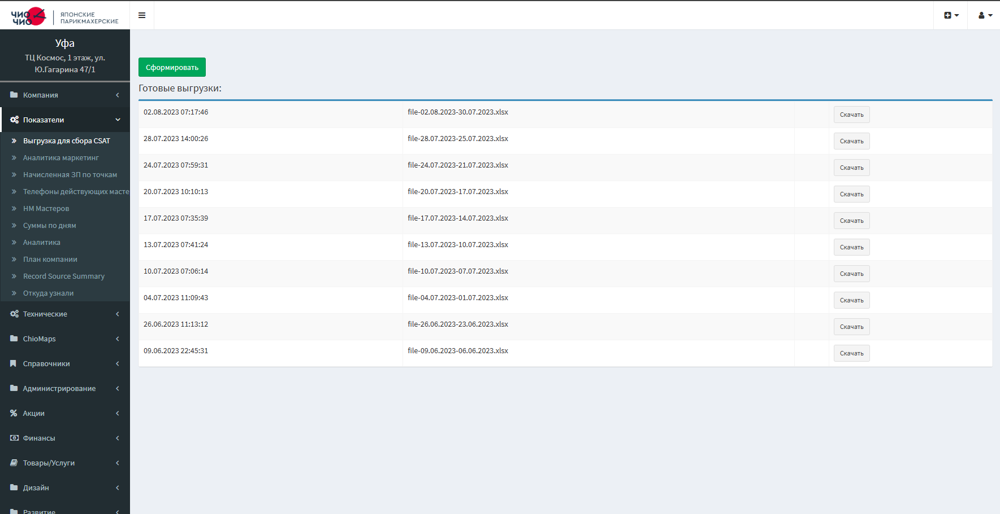 ЧИО
ЧИО
ЯПОНСКИЕ
ПАРИКМАХЕРСКИЕ
Уфа
ТЦ Космос, 1 этаж, ул.
Ю.Гагарина 47/1
Компания
Показатели
Выгрузка для сбора CSAT
Аналитика маркетинг
Начисленная ЗП по точкам
Телефоны действующих масте
НМ Мастеров
Суммы по дням
Аналитика
План компании
Record Source Summary
Откуда узнали
Технические
ChioMaps
Справочники
Администрирование
Акции
Финансы
Товары/Услуги
Дизайн
Развитие
Сформировать
Готовые выгрузки:
02.08.2023 07:17:46 file-02.08.2023-30.07.2023.xlsx Скачать
28.07.2023 14:00:26 file-28.07.2023-25.07.2023.xlsx Скачать
24.07.2023 07:59:31 file-24.07.2023-21.07.2023.xlsx Скачать
20.07.2023 10:10:13 file-20.07.2023-17.07.2023.xlsx Скачать
17.07.2023 07:35:39 file-17.07.2023-14.07.2023.xlsx Скачать
13.07.2023 07:41:24 file-13.07.2023-10.07.2023.xlsx Скачать
10.07.2023 07:06:14 file-10.07.2023-07.07.2023.xlsx Скачать
04.07.2023 11:09:43 file-04.07.2023-01.07.2023.xlsx Скачать
26.06.2023 11:13:12 file-26.06.2023-23.06.2023.xlsx Скачать
09.06.2023 22:45:31 file-09.06.2023-06.06.2023.xlsx Скачать